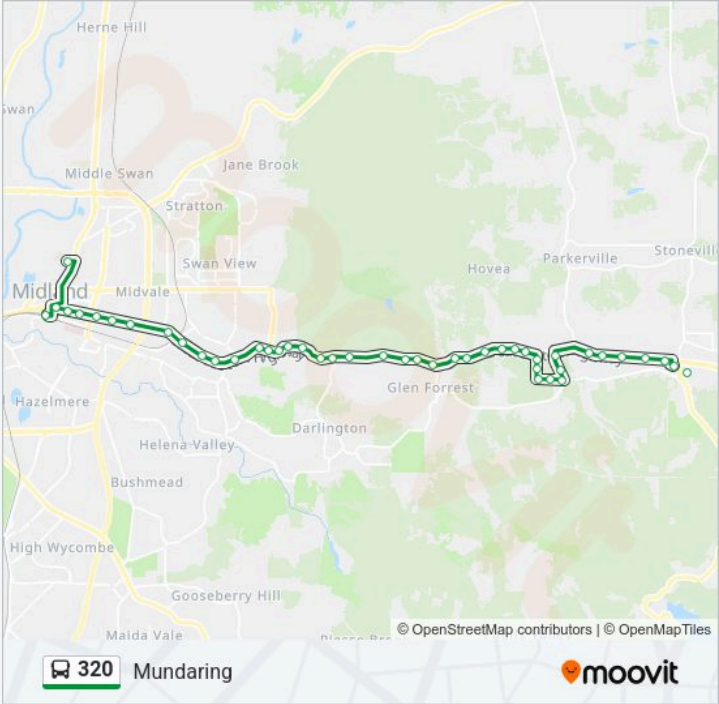 Herne Hill
Swan
Middle Swan
Jane Brook
Stratton
Swan View
Hovea
Parkerville
Stoneville
Midland
Midvale
Glen Forrest
Hazelmere
Darlington
Helena Valley
Bushmead
High Wycombe
Gooseberry Hill
Maida Vale
© OpenStreetMap contributors | © OpenMapTiles
320 Mundaring
moovit